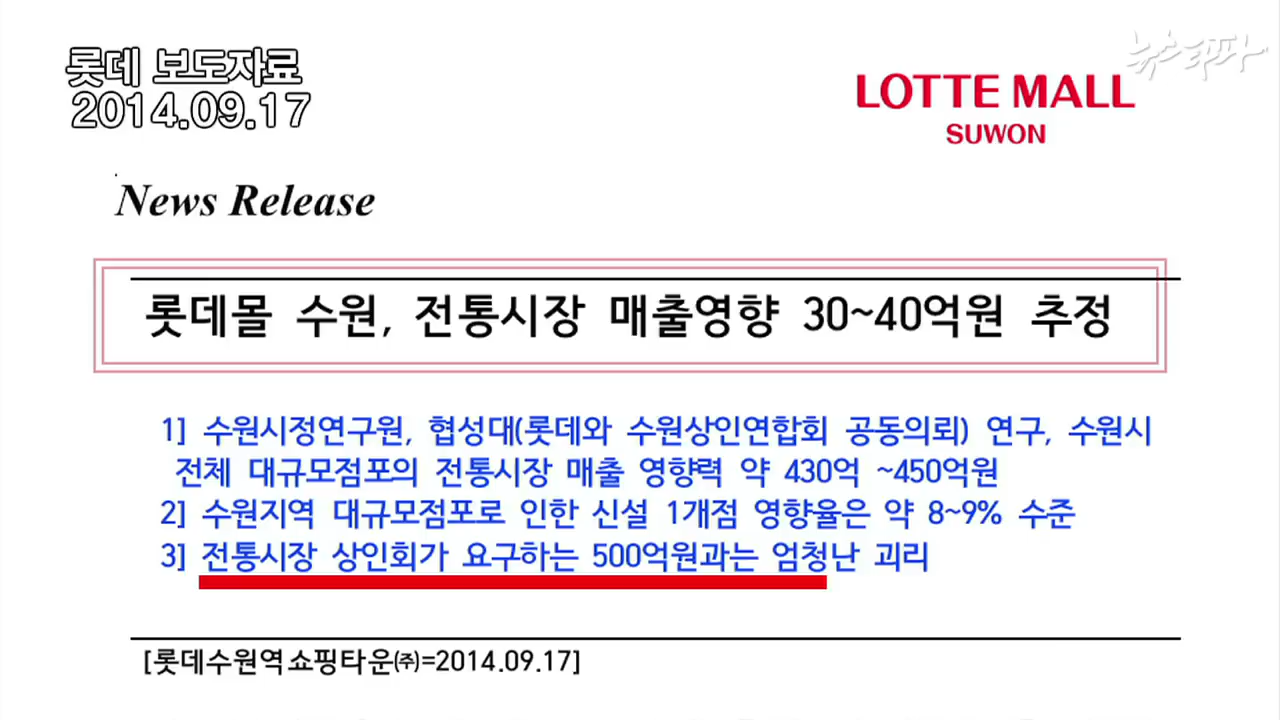 롯데 보도자료
2014.09.17
뉴스타파
LOTTE MALL
SUWON
News Release
롯데몰 수원, 전통시장 매출영향 30~40억원 추정
1] 수원시정연구원, 협성대(롯데와 수원상인연합회 공동의뢰) 연구, 수원시
전체 대규모점포의 전통시장 매출 영향력 약 430억 ~450억원
2] 수원지역 대규모점포로 인한 신설 1개점 영향율은 약 8~9% 수준
3] 전통시장 상인회가 요구하는 500억원과는 엄청난 괴리
[롯데수원역쇼핑타운㈜=2014.09.17]